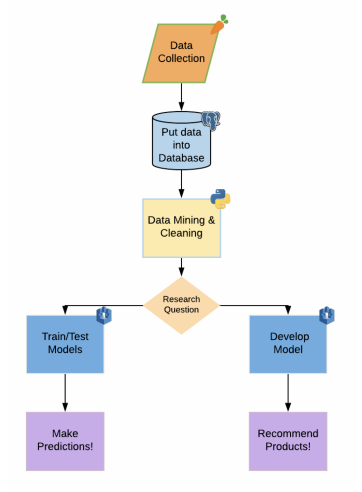 Data
Collection
Put data
into
Database
Data Mining &
Cleaning
Research
Question
Train/Test
Models
Develop
Model
Make
Predictions!
Recommend
Products!